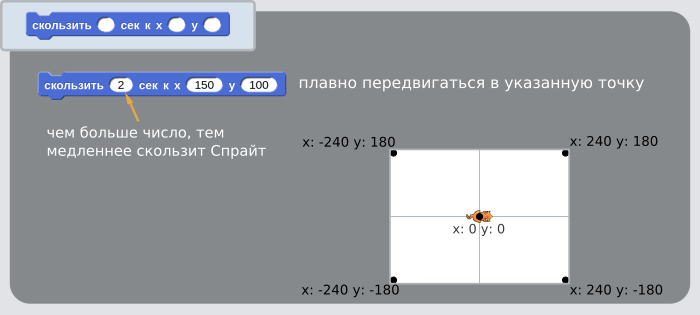 скользить сек к x y
скользить 2 сек к x 150 y 100
плавно передвигаться в указанную точку
чем больше число, тем
медленнее скользит Спрайт
x: -240 y: 180
x: 240 y: 180
x: 0 y: 0
x: -240 y: -180
x: 240 y: -180